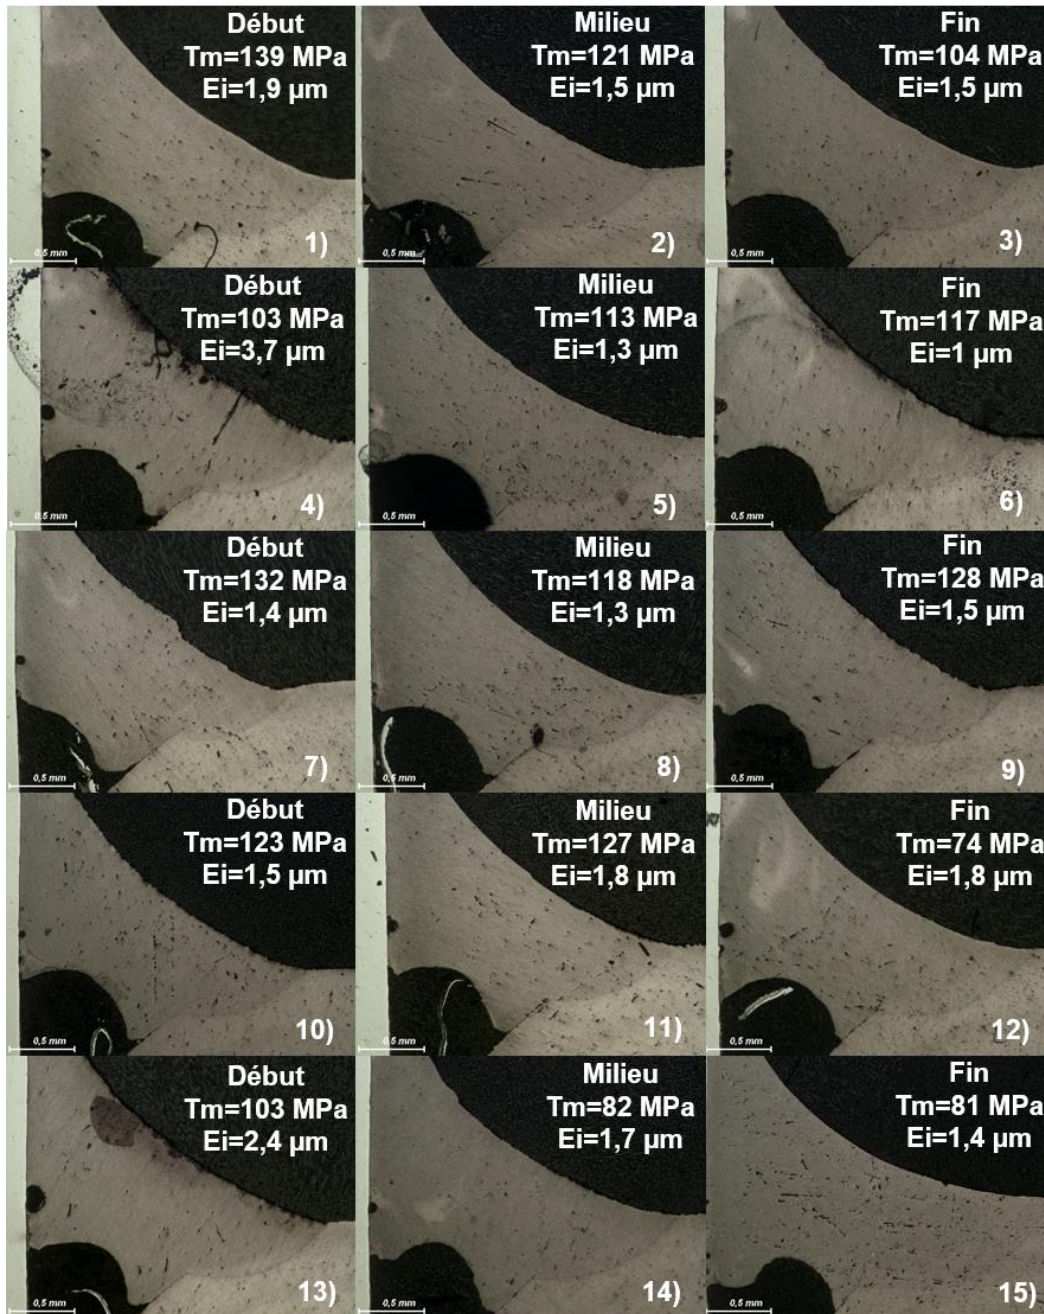 Début
Tm=139 MPa
Ei=1,9 µm
1)
0,5 mm
Milieu
Tm=121 MPa
Ei=1,5 µm
2)
0,5 mm
Fin
Tm=104 MPa
Ei=1,5 µm
3)
0,5 mm
Début
Tm=103 MPa
Ei=3,7 µm
4)
0,5 mm
Milieu
Tm=113 MPa
Ei=1,3 µm
5)
0,5 mm
Fin
Tm=117 MPa
Ei=1 µm
6)
0,5 mm
Début
Tm=132 MPa
Ei=1,4 µm
7)
0,5 mm
Milieu
Tm=118 MPa
Ei=1,3 µm
8)
0,5 mm
Fin
Tm=128 MPa
Ei=1,5 µm
9)
0,5 mm
Début
Tm=123 MPa
Ei=1,5 µm
10)
0,5 mm
Milieu
Tm=127 MPa
Ei=1,8 µm
11)
0,5 mm
Fin
Tm=74 MPa
Ei=1,8 µm
12)
0,5 mm
Début
Tm=103 MPa
Ei=2,4 µm
13)
0,5 mm
Milieu
Tm=82 MPa
Ei=1,7 µm
14)
0,5 mm
Fin
Tm=81 MPa
Ei=1,4 µm
15)
0,5 mm